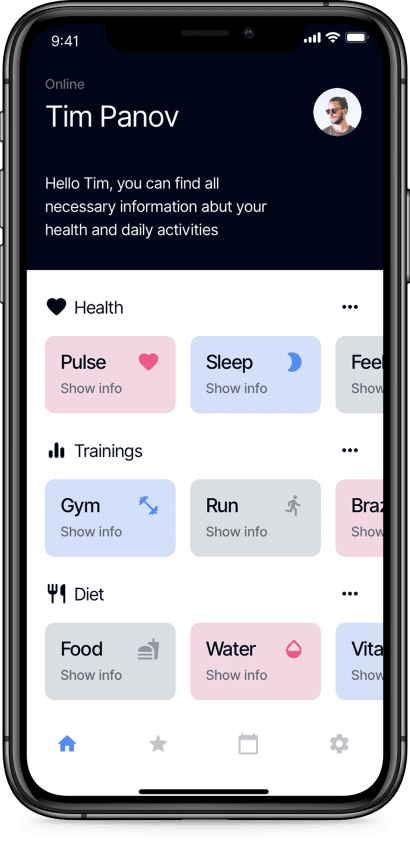 9:41
Online
Tim Panov
Hello Tim, you can find all
necessary information abut your
health and daily activities
Health
Pulse
Show info
Sleep
Show info
Feel
Show
Trainings
Gym
Show info
Run
Show info
Braz
Show
Diet
Food
Show info
Water
Show info
Vita
Show